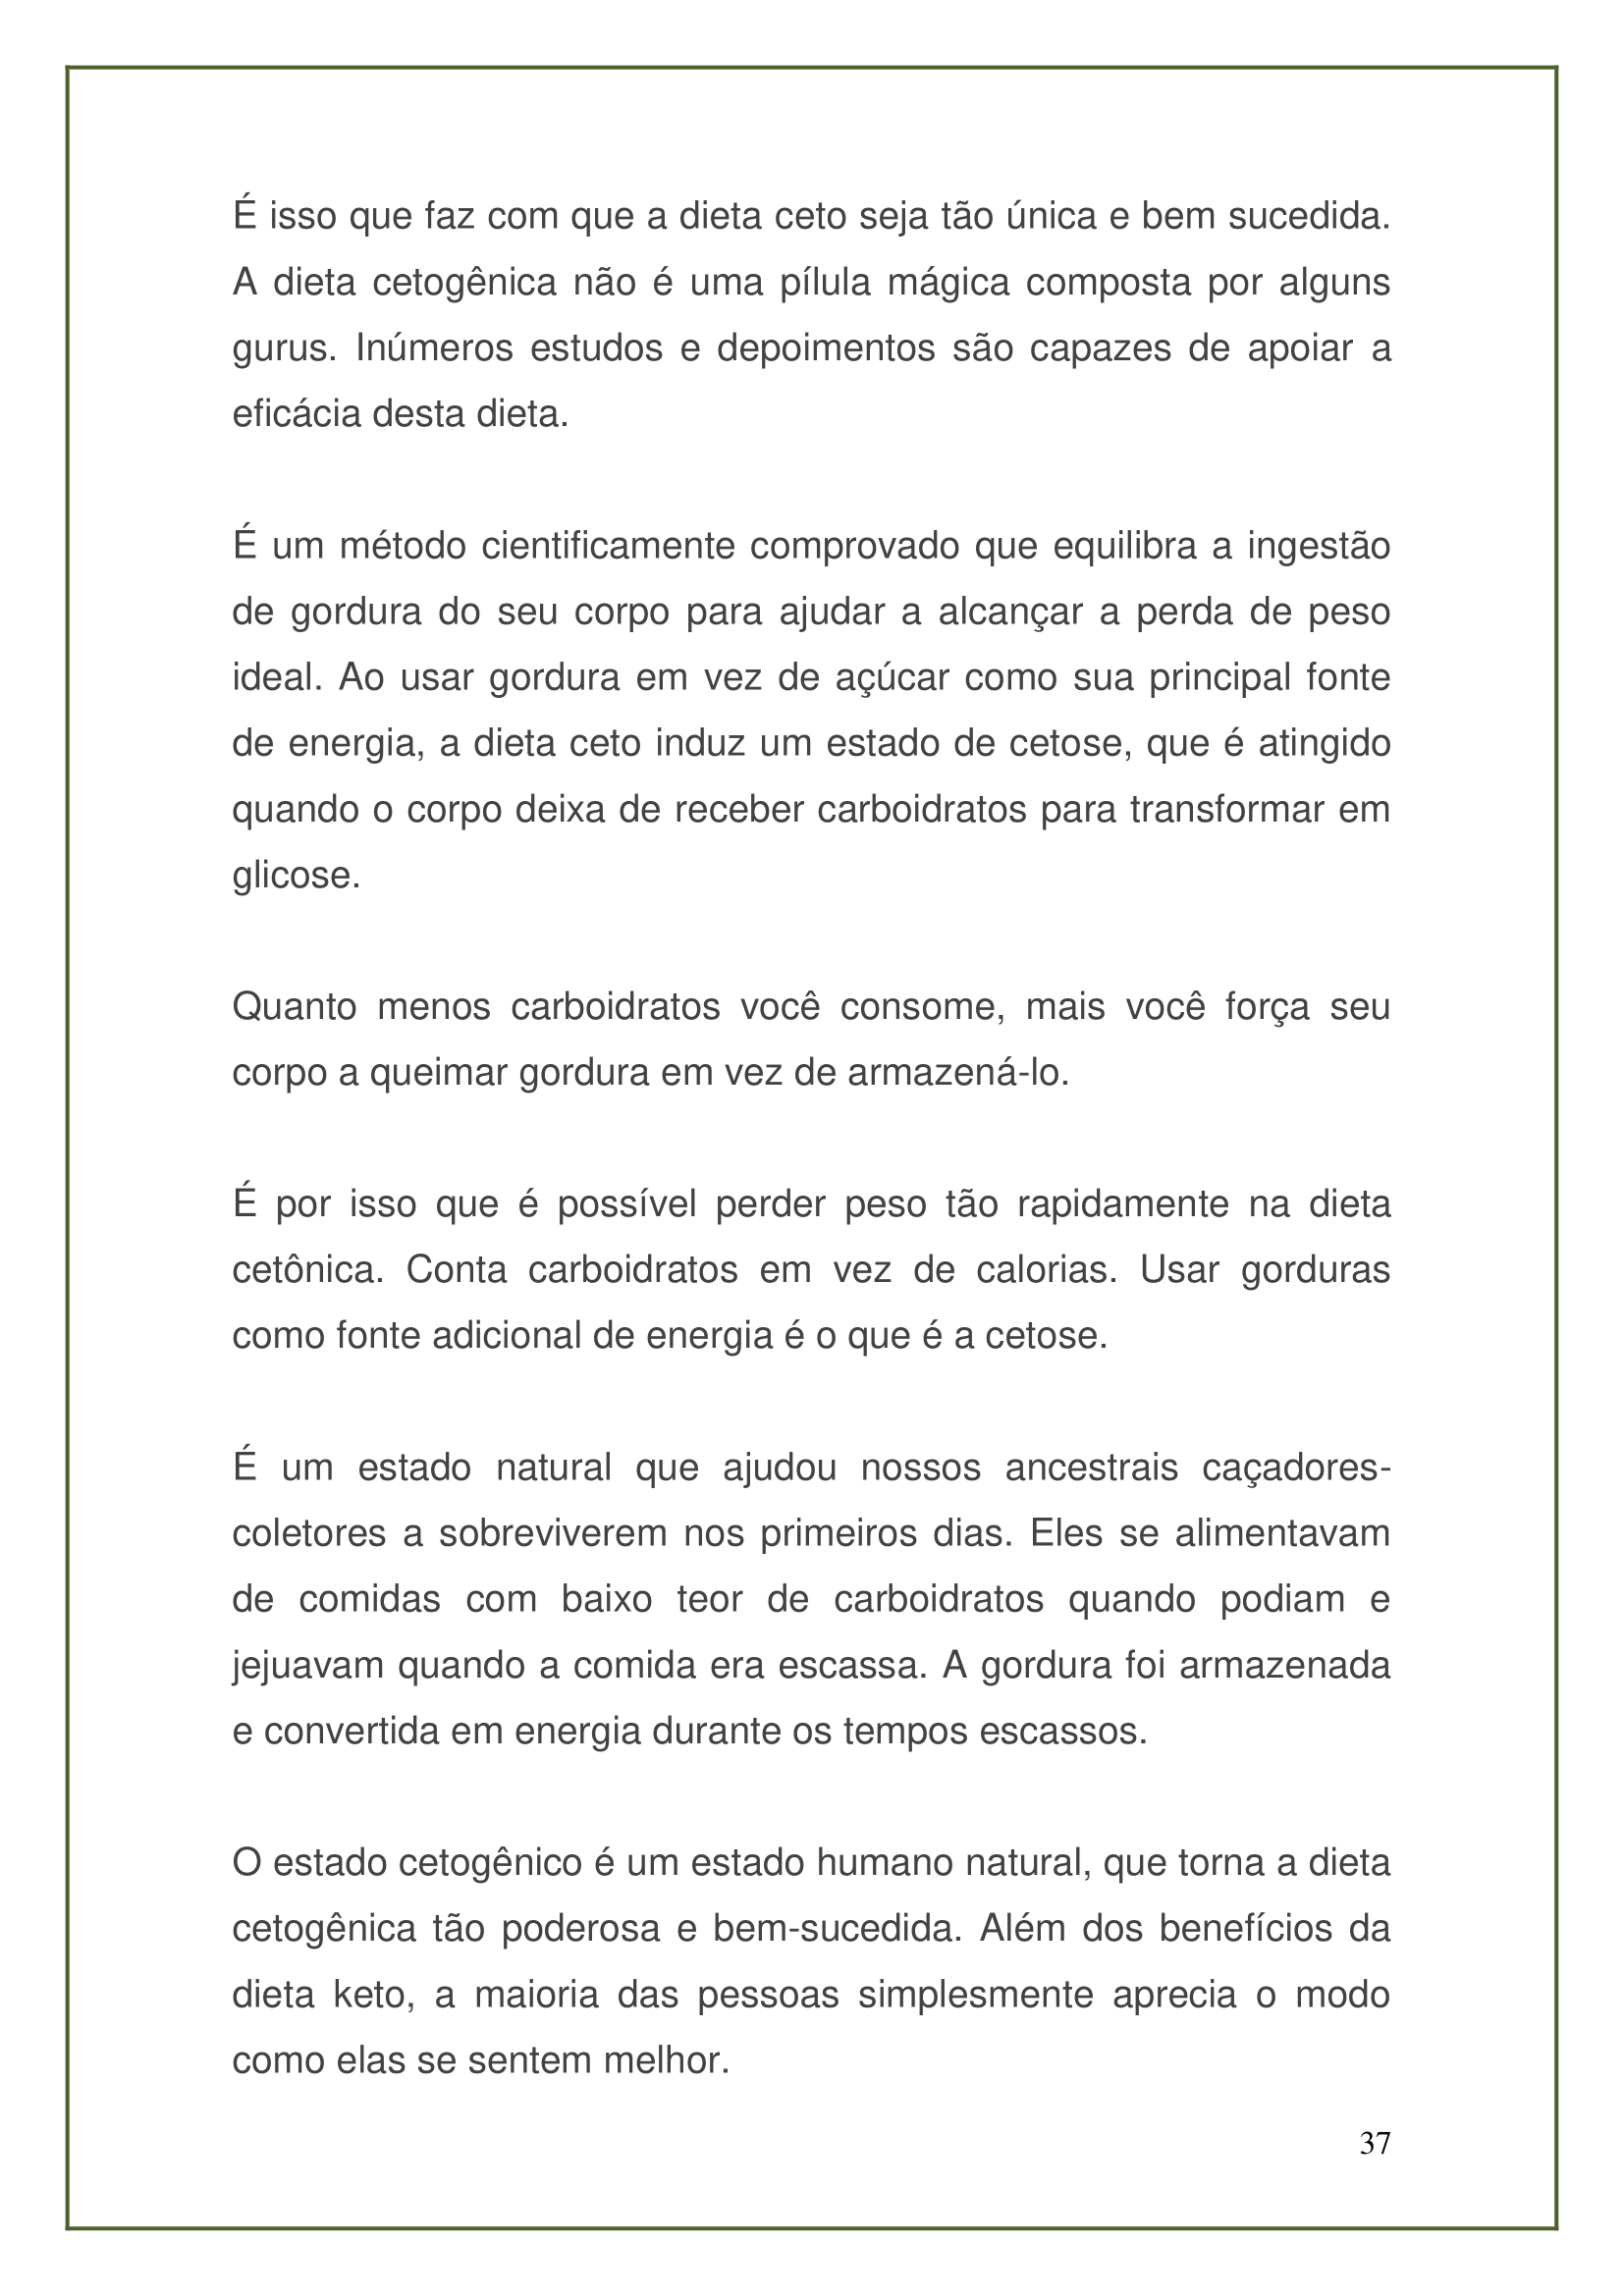 É isso que faz com que a dieta ceto seja tão única e bem sucedida.
A dieta cetogênica não é uma pílula mágica composta por alguns
gurus. Inúmeros estudos e depoimentos são capazes de apoiar a
eficácia desta dieta.
É um método cientificamente comprovado que equilibra a ingestão
de gordura do seu corpo para ajudar a alcançar a perda de peso
ideal. Ao usar gordura em vez de açúcar como sua principal fonte
de energia, a dieta ceto induz um estado de cetose, que é atingido
quando o corpo deixa de receber carboidratos para transformar em
glicose.
Quanto menos carboidratos você consome, mais você força seu
corpo a queimar gordura em vez de armazená-lo.
É por isso que é possível perder peso tão rapidamente na dieta
cetônica. Conta carboidratos em vez de calorias. Usar gorduras
como fonte adicional de energia é o que é a cetose.
É um estado natural que ajudou nossos ancestrais caçadores-
coletores a sobreviverem nos primeiros dias. Eles se alimentavam
de comidas com baixo teor de carboidratos quando podiam e
jejuavam quando a comida era escassa. A gordura foi armazenada
e convertida em energia durante os tempos escassos.
O estado cetogênico é um estado humano natural, que torna a dieta
cetogênica tão poderosa e bem-sucedida. Além dos benefícios da
dieta keto, a maioria das pessoas simplesmente aprecia o modo
como elas se sentem melhor.
37